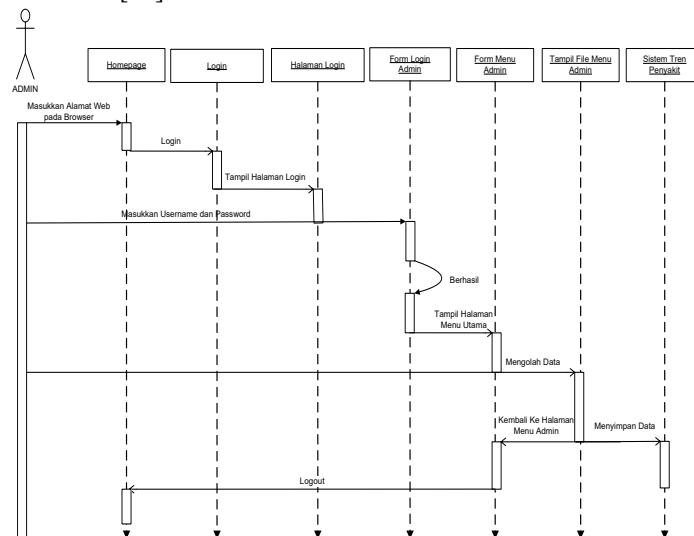 Homepage
Login
Halaman Login
Form Login
Admin
Form Menu
Admin
Tampil File Menu
Admin
Sistem Tren
Penyakit
ADMIN
Masukkan Alamat Web
pada Browser
Login
Tampil Halaman Login
Masukkan Username dan Password
Berhasil
Tampil Halaman
Menu Utama
Mengolah Data
Kembali Ke Halaman
Menu Admin
Menyimpan Data
Logout